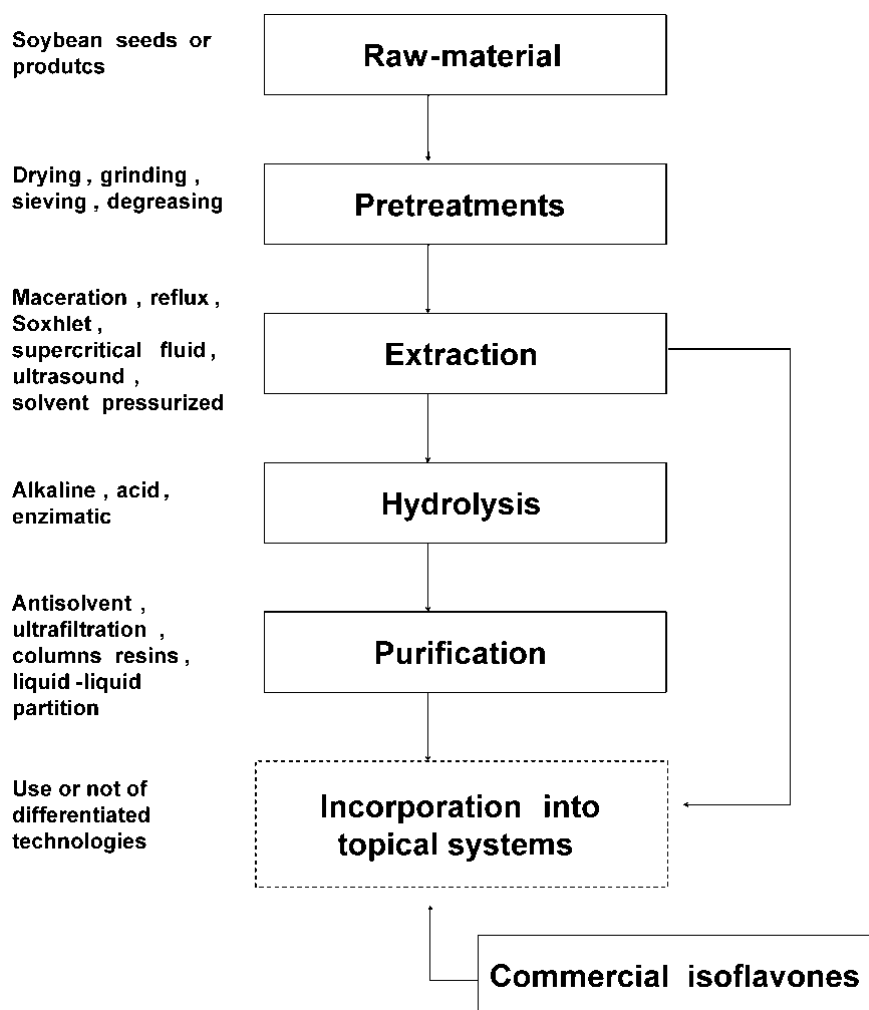 Soybean seeds or
produtcs
Raw-material
Drying, grinding,
sieving, degreasing
Pretreatments
Maceration, reflux,
Soxhlet,
supercritical fluid,
ultrasound,
solvent pressurized
Extraction
Alkaline, acid,
enzimatic
Hydrolysis
Antisolvent,
ultrafiltration,
columns resins,
liquid-liquid
partition
Purification
Use or not of
differentiated
technologies
Incorporation into
topical systems
Commercial isoflavones